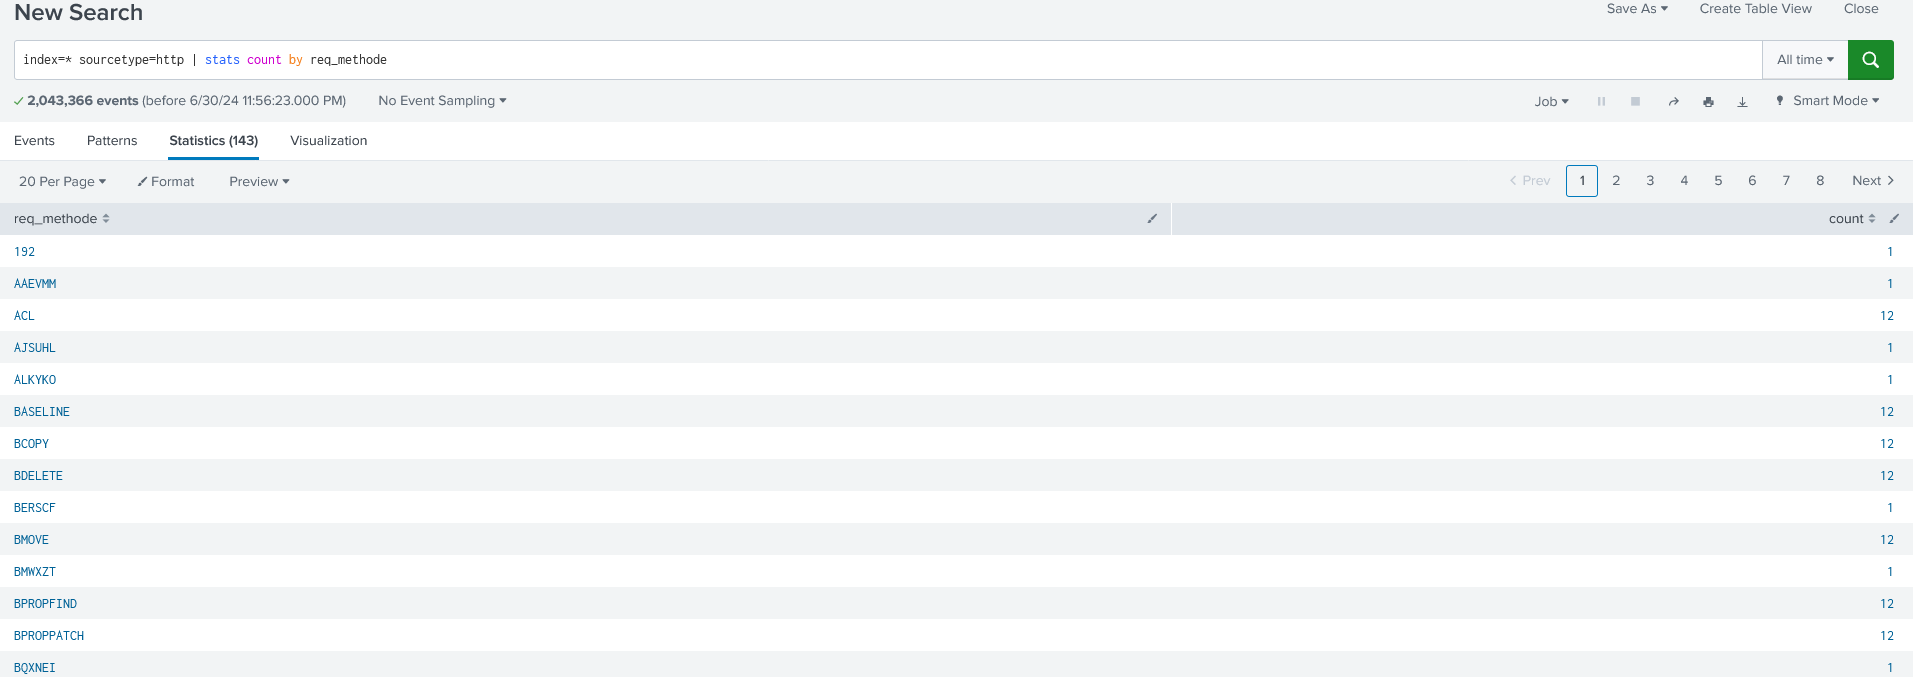 New Search
Save As Create Table View Close
index=* sourcetype=http | stats count by req_methode
All time
2,043,366 events (before 6/30/24 11:56:23.000 PM) No Event Sampling
Job Smart Mode
Events Patterns Statistics (143) Visualization
20 Per Page Format Preview
< Prev 1 2 3 4 5 6 7 8 Next >
req_methode count
192 1
AAEVMM 1
ACL 12
AJSUHL 1
ALKYKO 1
BASELINE 12
BCOPY 12
BDELETE 12
BERSCF 1
BMOVE 12
BMWXZT 1
BPROPFIND 12
BPROPPATCH 12
BQXNEI 1